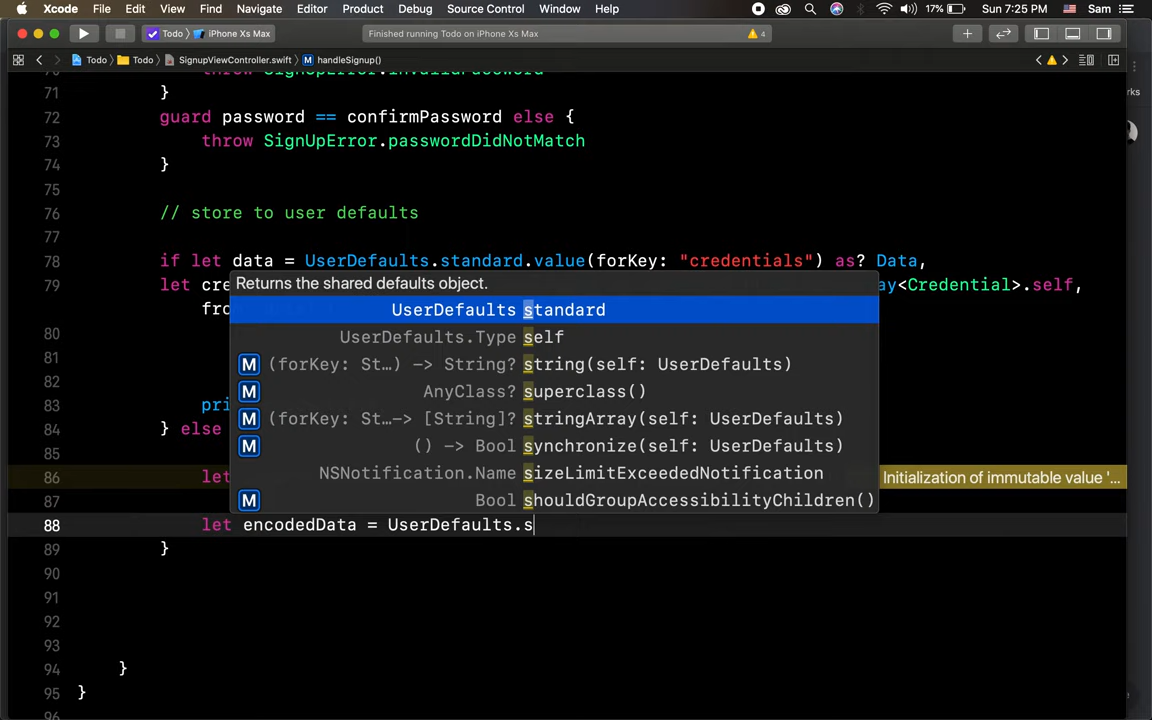 Xcode File Edit View Find Navigate Editor Product Debug Source Control Window Help 17% Sun 7:25 PM Sam
Todo iPhone Xs Max Finished running Todo on iPhone Xs Max 4
Todo Todo SignupViewController.swift M handleSignup()
71 }
72 guard password == confirmPassword else {
73 throw SignUpError.passwordDidNotMatch
74 }
75
76 // store to user defaults
77
78 if let data = UserDefaults.standard.value(forKey: "credentials") as? Data,
79 let cre ay<Credential>.self,
fro
Returns the shared defaults object.
UserDefaults standard
UserDefaults.Type self
M (forKey: St…) -> String? string(self: UserDefaults)
M AnyClass? superclass()
M (forKey: St…-> [String]? stringArray(self: UserDefaults)
M () -> Bool synchronize(self: UserDefaults)
NSNotification.Name sizeLimitExceededNotification
M Bool shouldGroupAccessibilityChildren()
80
81
82
83 pri
84 } else
85
86 let Initialization of immutable value '…
87
88 let encodedData = UserDefaults.s
89 }
90
91
92
93
94 }
95 }